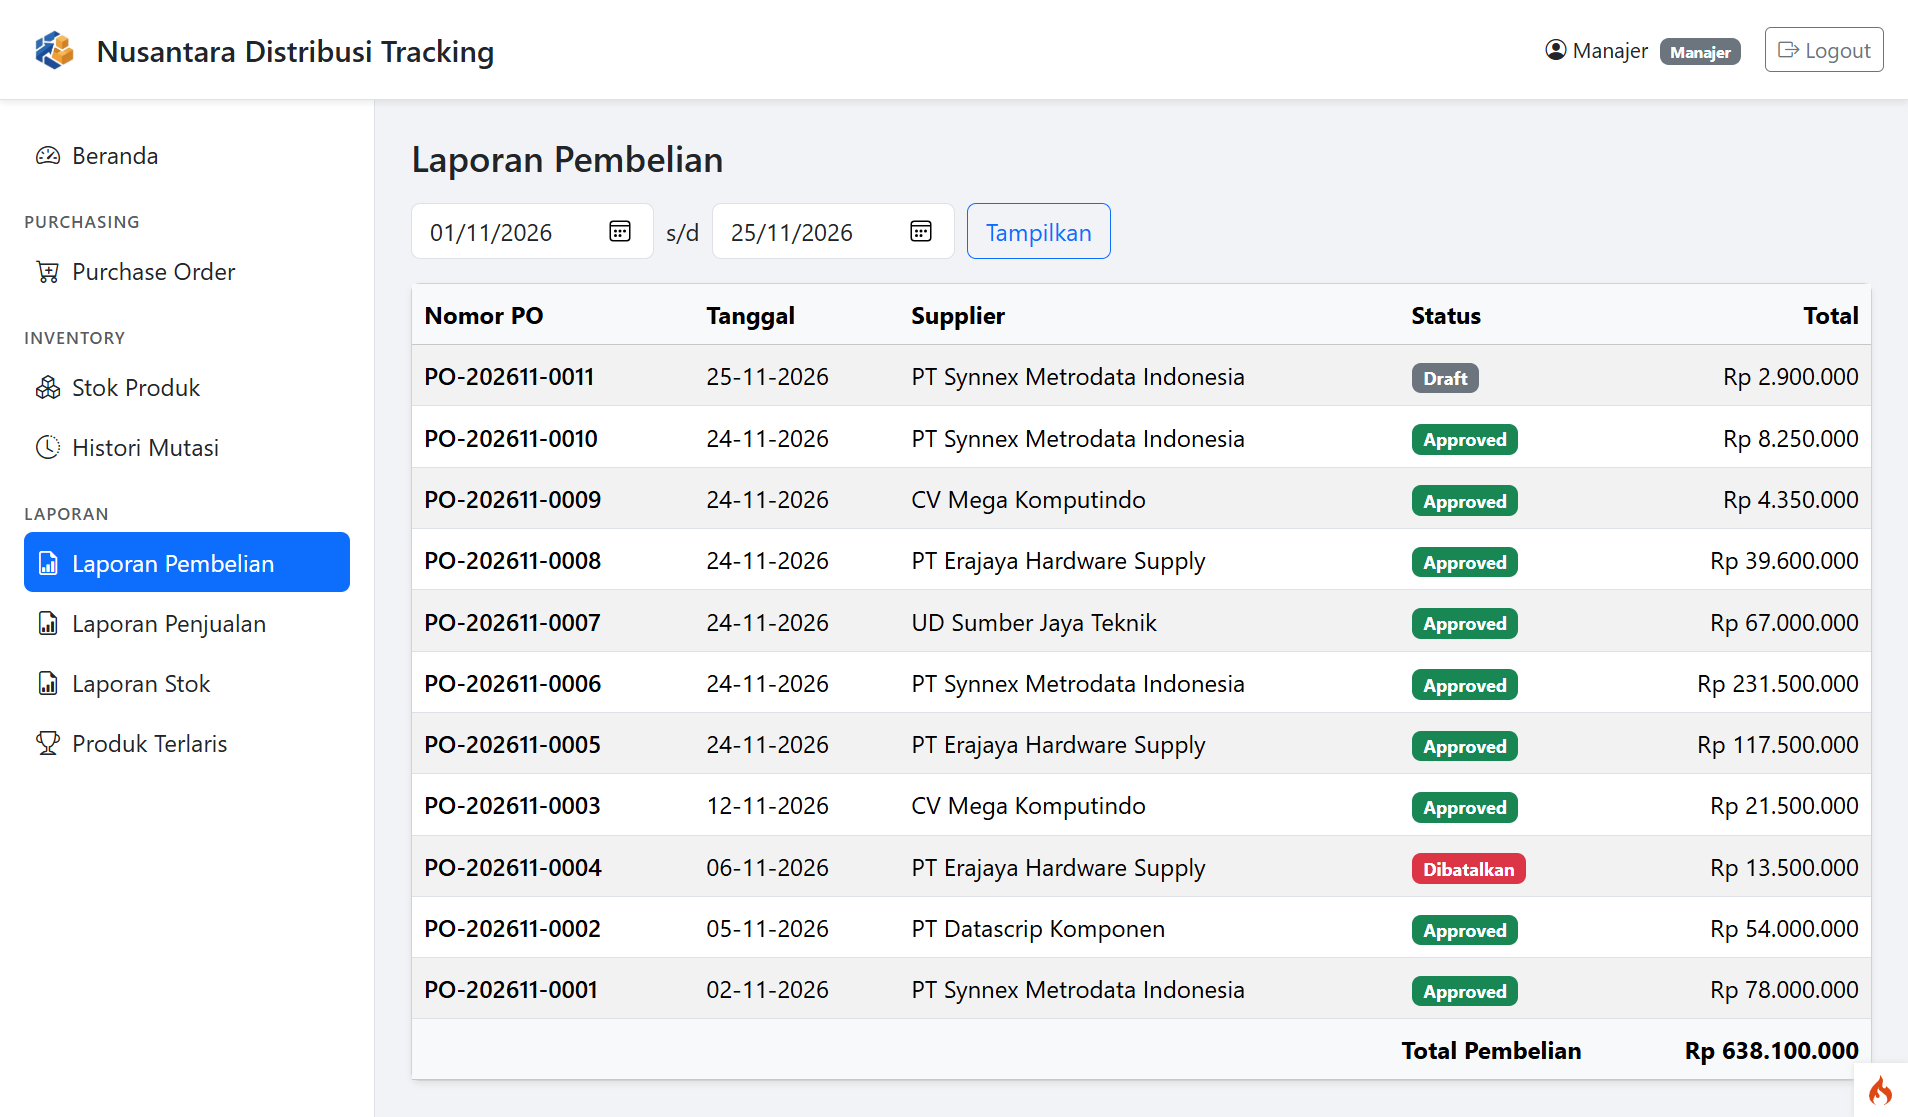 Nusantara Distribusi Tracking
Manajer Manajer Logout
Beranda
PURCHASING
Purchase Order
INVENTORY
Stok Produk
Histori Mutasi
LAPORAN
Laporan Pembelian
Laporan Penjualan
Laporan Stok
Produk Terlaris
Laporan Pembelian
01/11/2026 s/d 25/11/2026 Tampilkan
Nomor PO Tanggal Supplier Status Total
PO-202611-0011 25-11-2026 PT Synnex Metrodata Indonesia Draft Rp 2.900.000
PO-202611-0010 24-11-2026 PT Synnex Metrodata Indonesia Approved Rp 8.250.000
PO-202611-0009 24-11-2026 CV Mega Komputindo Approved Rp 4.350.000
PO-202611-0008 24-11-2026 PT Erajaya Hardware Supply Approved Rp 39.600.000
PO-202611-0007 24-11-2026 UD Sumber Jaya Teknik Approved Rp 67.000.000
PO-202611-0006 24-11-2026 PT Synnex Metrodata Indonesia Approved Rp 231.500.000
PO-202611-0005 24-11-2026 PT Erajaya Hardware Supply Approved Rp 117.500.000
PO-202611-0003 12-11-2026 CV Mega Komputindo Approved Rp 21.500.000
PO-202611-0004 06-11-2026 PT Erajaya Hardware Supply Dibatalkan Rp 13.500.000
PO-202611-0002 05-11-2026 PT Datascrip Komponen Approved Rp 54.000.000
PO-202611-0001 02-11-2026 PT Synnex Metrodata Indonesia Approved Rp 78.000.000
Total Pembelian Rp 638.100.000